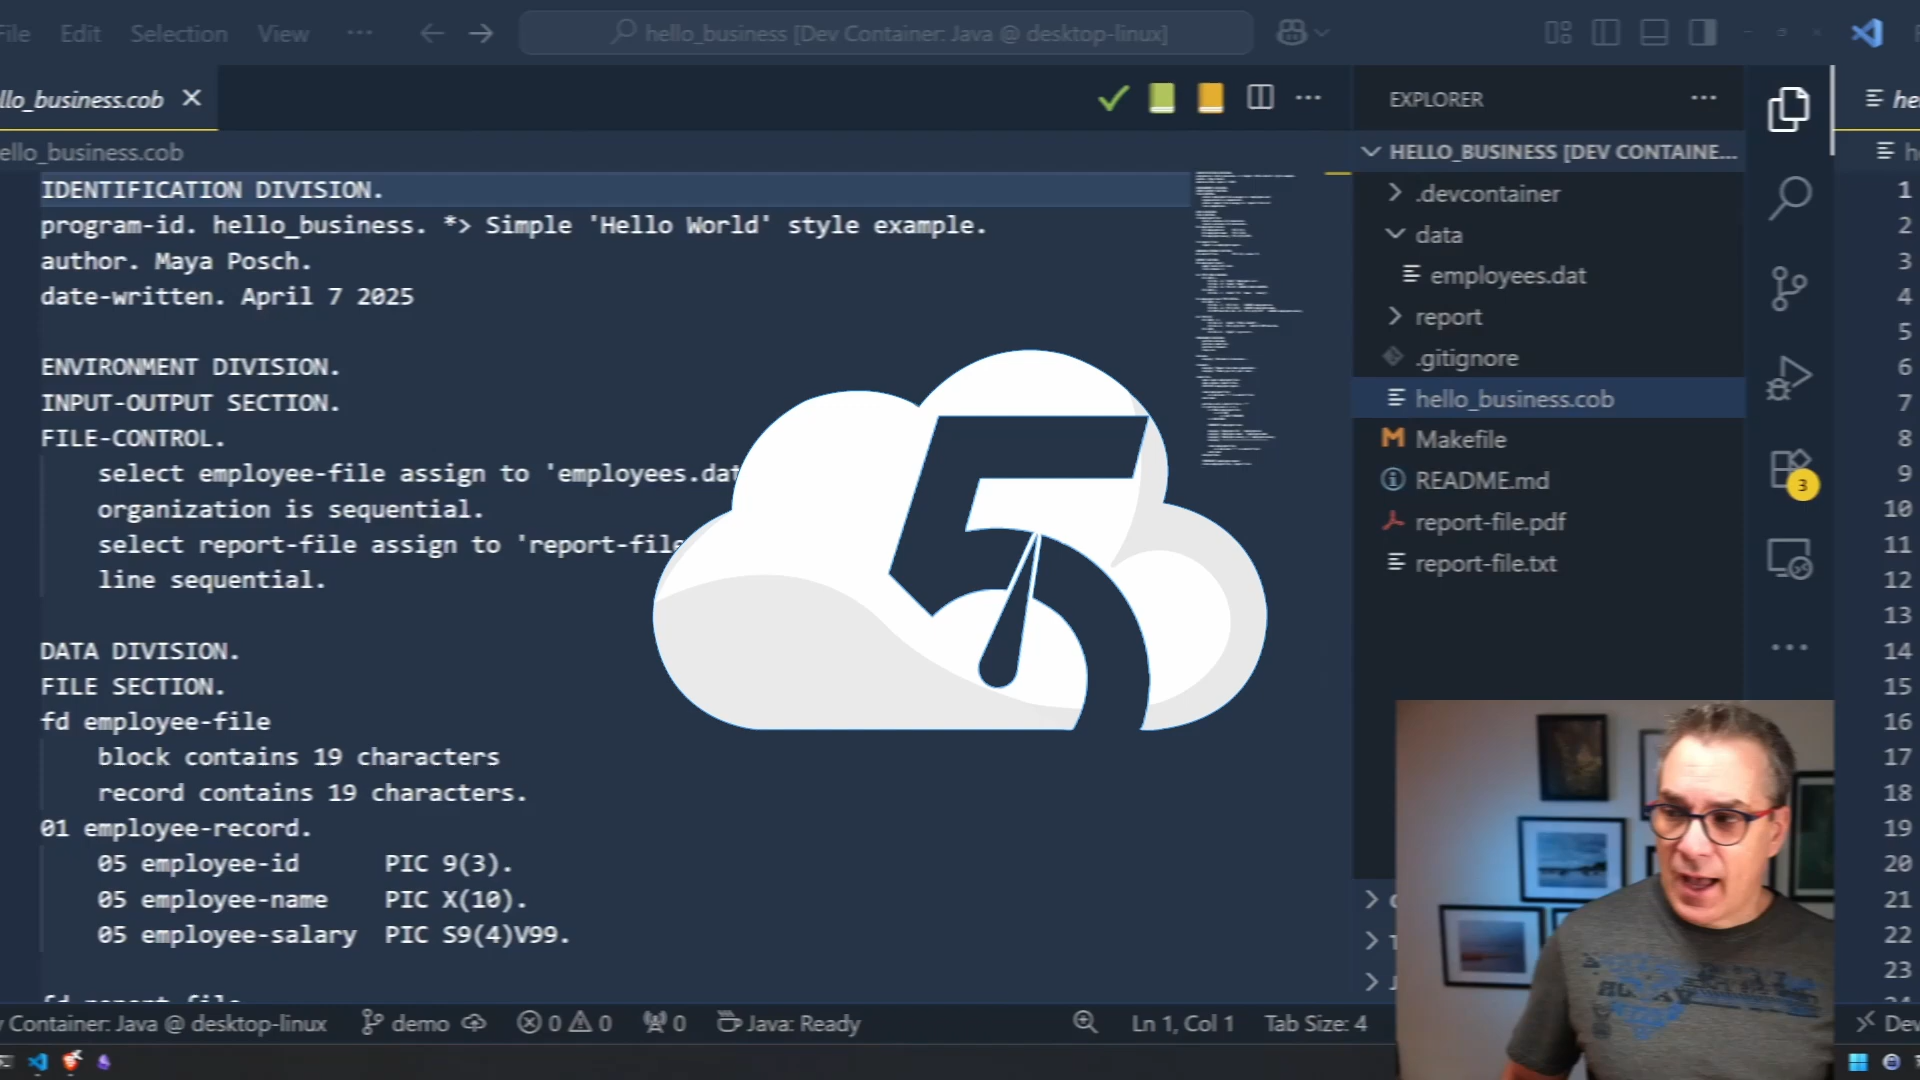 File Edit Selection View ··· hello_business [Dev Container: Java @ desktop-linux]
llo_business.cob
ello_business.cob
IDENTIFICATION DIVISION.
program-id. hello_business. *> Simple 'Hello World' style example.
author. Maya Posch.
date-written. April 7 2025
ENVIRONMENT DIVISION.
INPUT-OUTPUT SECTION.
FILE-CONTROL.
select employee-file assign to 'employees.dat
organization is sequential.
select report-file assign to 'report-file
line sequential.
DATA DIVISION.
FILE SECTION.
fd employee-file
block contains 19 characters
record contains 19 characters.
01 employee-record.
05 employee-id PIC 9(3).
05 employee-name PIC X(10).
05 employee-salary PIC S9(4)V99.
5
EXPLORER
HELLO_BUSINESS [DEV CONTAINE...
.devcontainer
data
employees.dat
report
.gitignore
hello_business.cob
Makefile
README.md
report-file.pdf
report-file.txt
3
1
2
3
4
5
6
7
8
9
10
11
12
13
14
15
16
17
18
19
20
21
22
23
Container: Java @ desktop-linux demo 0 0 0 Java: Ready Ln 1, Col 1 Tab Size: 4